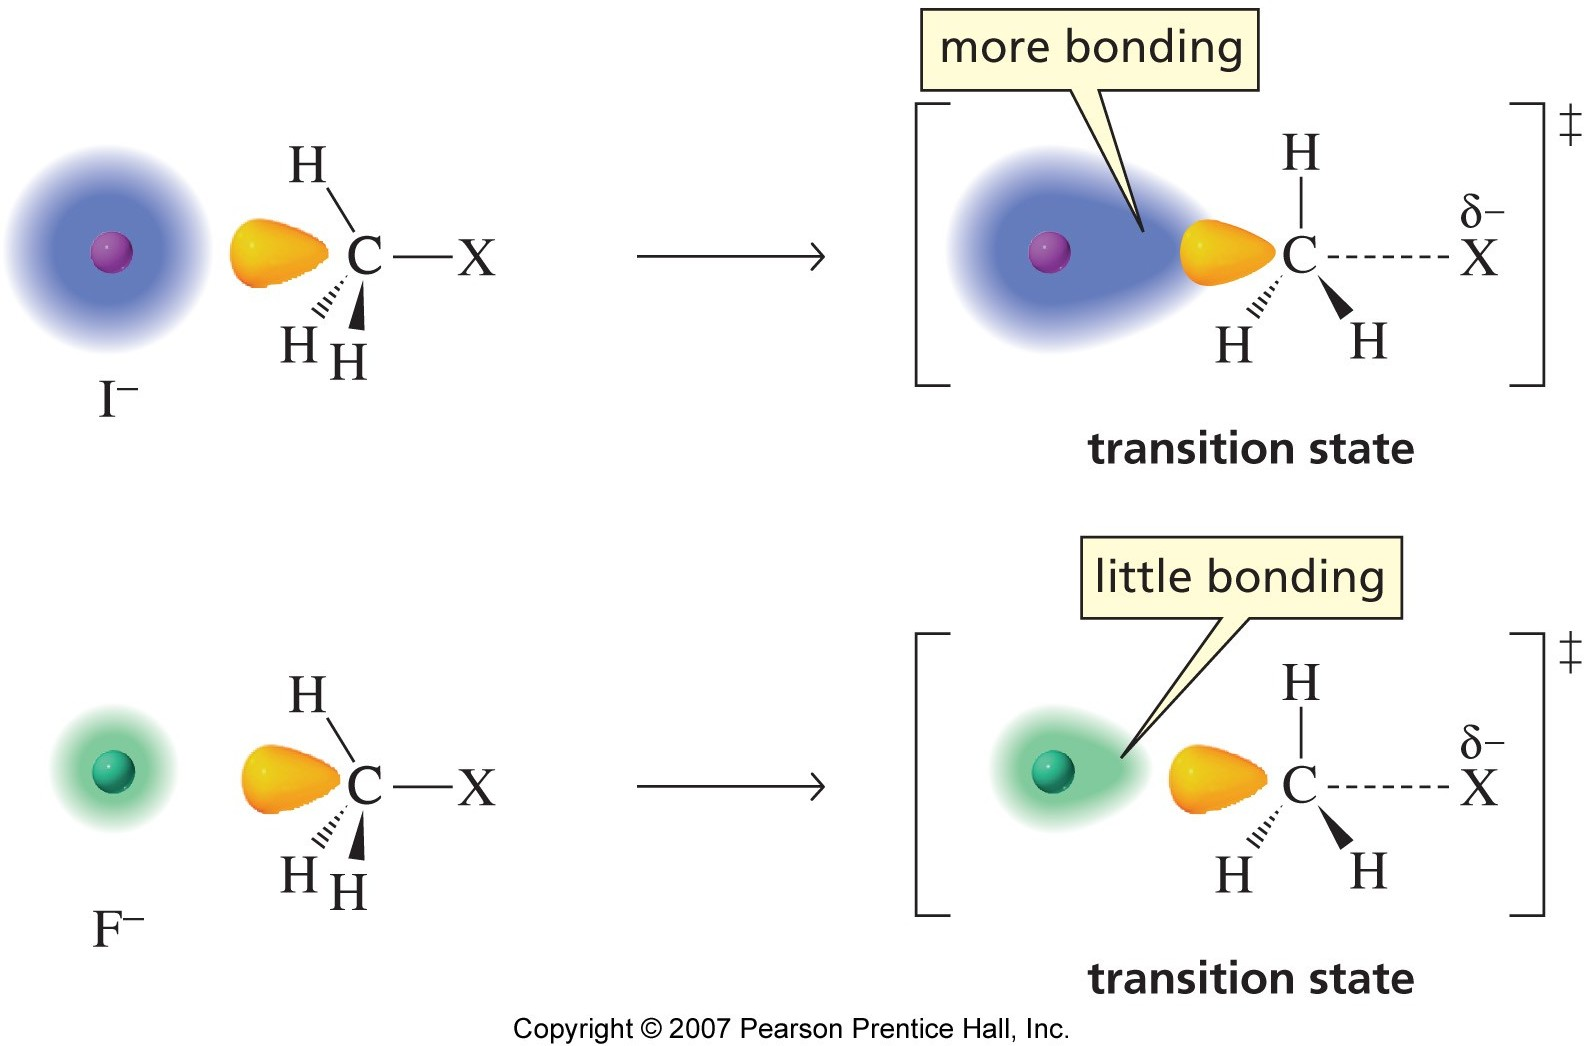 more bonding
H
C
X
H
H
I⁻
H
δ−
C
X
H
H
‡
transition state
little bonding
H
C
X
H
H
F⁻
H
δ−
C
X
H
H
‡
transition state
Copyright © 2007 Pearson Prentice Hall, Inc.